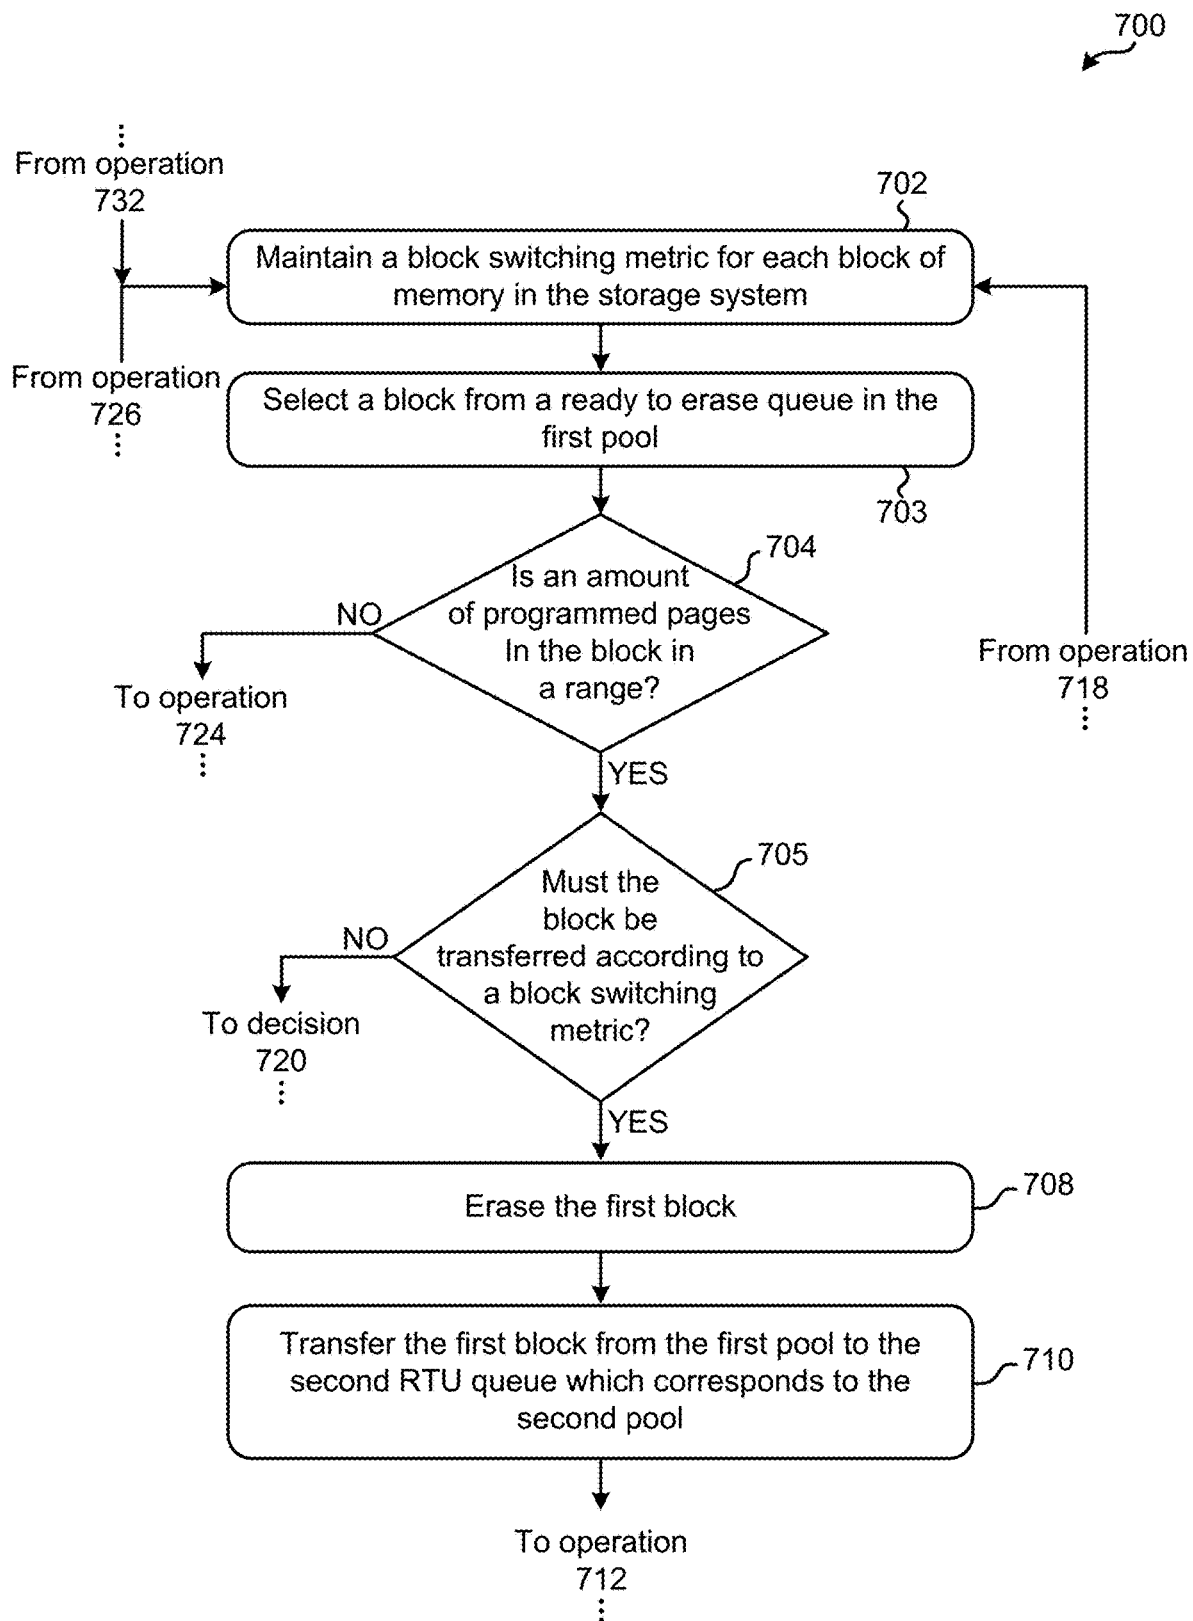 700
⋮
From operation
732
702
Maintain a block switching metric for each block of
memory in the storage system
From operation
726
⋮
Select a block from a ready to erase queue in the
first pool
703
704
Is an amount
of programmed pages
In the block in
a range?
NO
To operation
724
⋮
From operation
718
⋮
YES
705
Must the
block be
transferred according to
a block switching
metric?
NO
To decision
720
⋮
YES
Erase the first block
708
Transfer the first block from the first pool to the
second RTU queue which corresponds to the
second pool
710
To operation
712
⋮